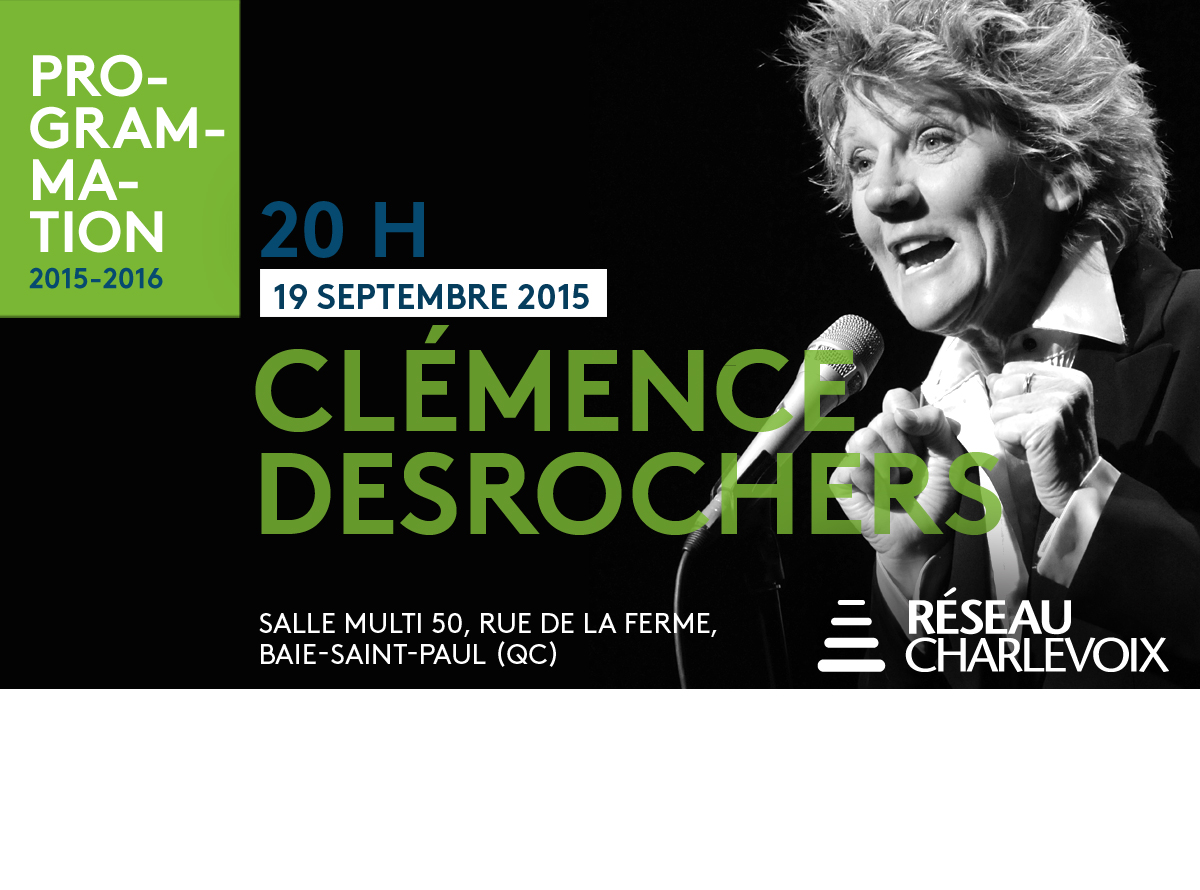 PRO-
GRAM-
MA-
TION
2015-2016
20 H
19 SEPTEMBRE 2015
CLÉMENCE
DESROCHERS
SALLE MULTI 50, RUE DE LA FERME,
BAIE-SAINT-PAUL (QC)
RÉSEAU
CHARLEVOIX